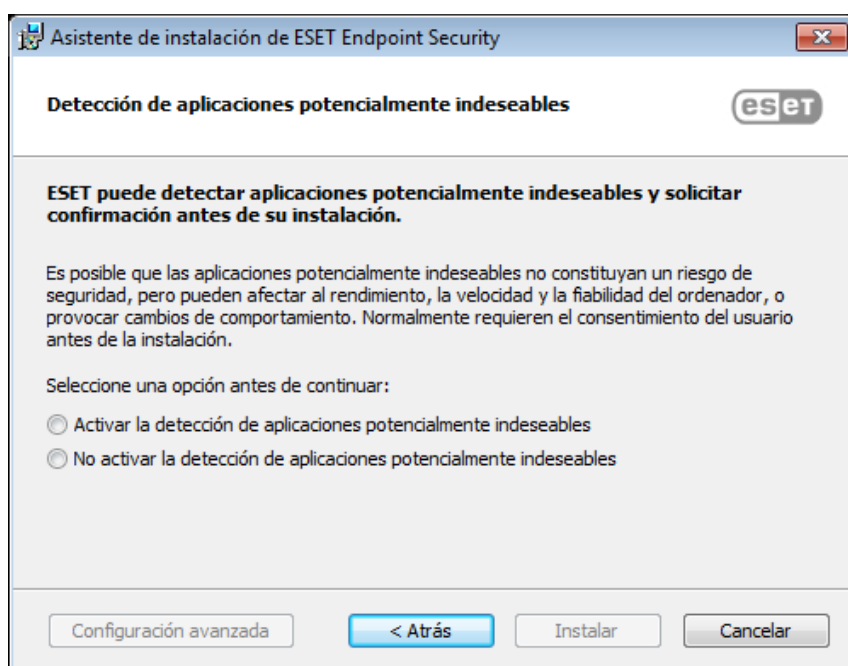 Asistente de instalación de ESET Endpoint Security
Detección de aplicaciones potencialmente indeseables
eseT
ESET puede detectar aplicaciones potencialmente indeseables y solicitar
confirmación antes de su instalación.
Es posible que las aplicaciones potencialmente indeseables no constituyan un riesgo de
seguridad, pero pueden afectar al rendimiento, la velocidad y la fiabilidad del ordenador, o
provocar cambios de comportamiento. Normalmente requieren el consentimiento del usuario
antes de la instalación.
Seleccione una opción antes de continuar:
Activar la detección de aplicaciones potencialmente indeseables
No activar la detección de aplicaciones potencialmente indeseables
Configuración avanzada
< Atrás
Instalar
Cancelar